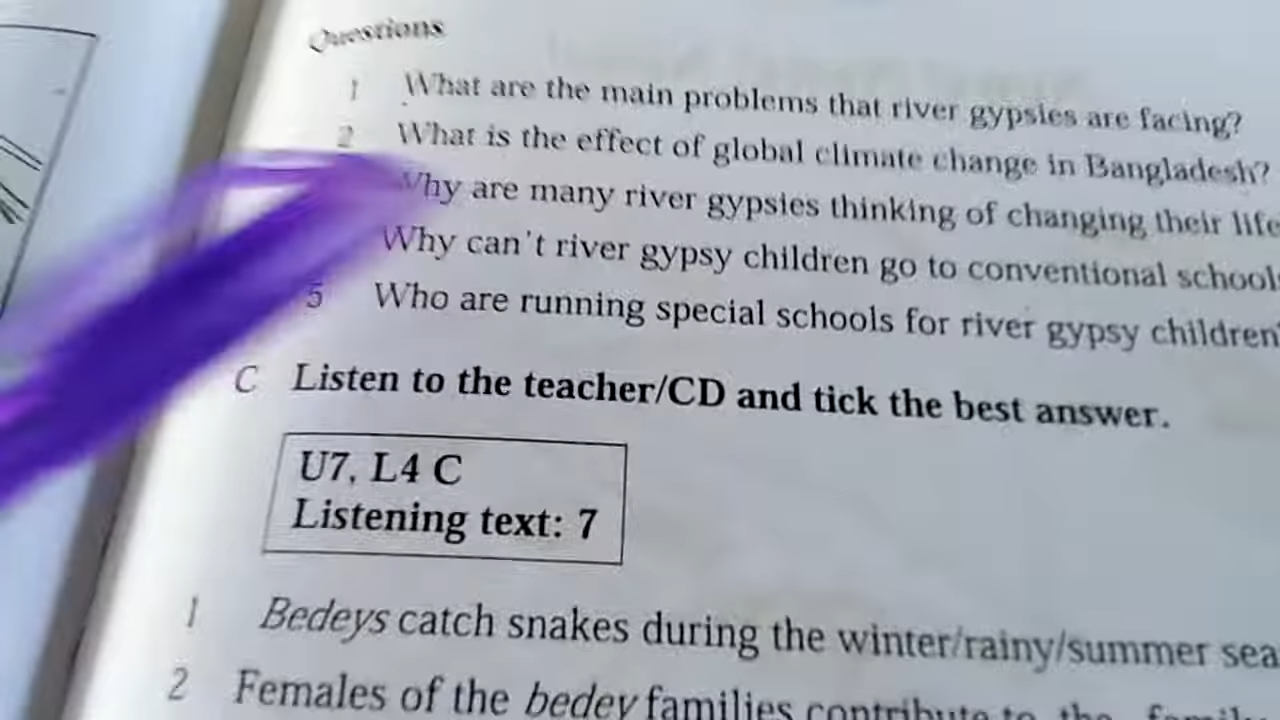 Questions
1 What are the main problems that river gypsies are facing?
2 What is the effect of global climate change in Bangladesh?
Why are many river gypsies thinking of changing their life
Why can't river gypsy children go to conventional school
5 Who are running special schools for river gypsy children
C Listen to the teacher/CD and tick the best answer.
U7, L4 C
Listening text: 7
1 Bedeys catch snakes during the winter/rainy/summer sea
2 Females of the bedey families contribute to the